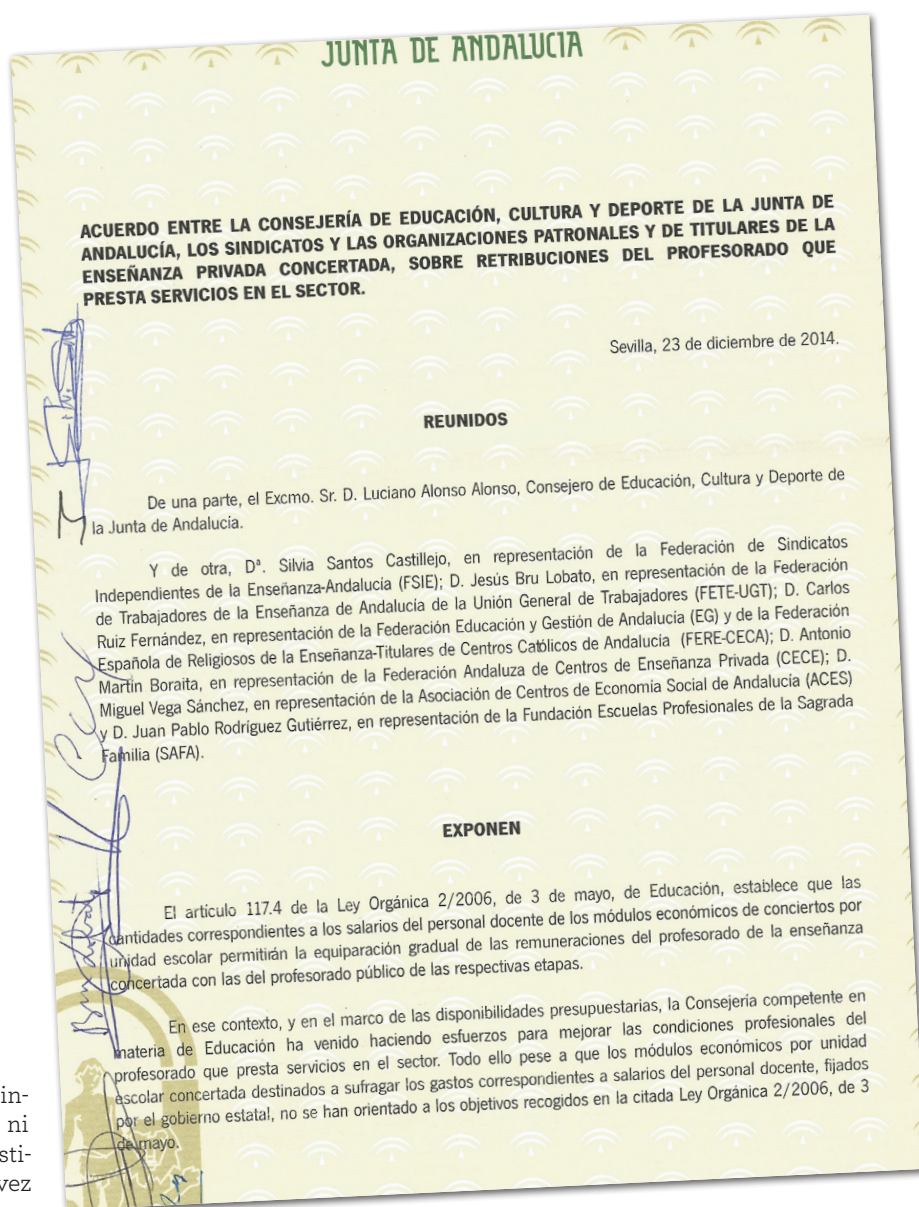 JUNTA DE ANDALUCIA
ACUERDO ENTRE LA CONSEJERÍA DE EDUCACIÓN, CULTURA Y DEPORTE DE LA JUNTA DE
ANDALUCÍA, LOS SINDICATOS Y LAS ORGANIZACIONES PATRONALES Y DE TITULARES DE LA
ENSEÑANZA PRIVADA CONCERTADA, SOBRE RETRIBUCIONES DEL PROFESORADO QUE
PRESTA SERVICIOS EN EL SECTOR.
Sevilla, 23 de diciembre de 2014.
REUNIDOS
De una parte, el Excmo. Sr. D. Luciano Alonso Alonso, Consejero de Educación, Cultura y Deporte de
la Junta de Andalucía.
Y de otra, Dª. Silvia Santos Castillejo, en representación de la Federación de Sindicatos
Independientes de la Enseñanza-Andalucía (FSIE); D. Jesús Bru Lobato, en representación de la Federación
de Trabajadores de la Enseñanza de Andalucía de la Unión General de Trabajadores (FETE-UGT); D. Carlos
Ruiz Fernández, en representación de la Federación Educación y Gestión de Andalucía (EG) y de la Federación
Española de Religiosos de la Enseñanza-Titulares de Centros Católicos de Andalucía (FERE-CECA); D. Antonio
Martín Boraita, en representación de la Federación Andaluza de Centros de Enseñanza Privada (CECE); D.
Miguel Vega Sánchez, en representación de la Asociación de Centros de Economía Social de Andalucía (ACES)
y D. Juan Pablo Rodríguez Gutiérrez, en representación de la Fundación Escuelas Profesionales de la Sagrada
Familia (SAFA).
EXPONEN
El artículo 117.4 de la Ley Orgánica 2/2006, de 3 de mayo, de Educación, establece que las
cantidades correspondientes a los salarios del personal docente de los módulos económicos de conciertos por
unidad escolar permitirán la equiparación gradual de las remuneraciones del profesorado de la enseñanza
concertada con las del profesorado público de las respectivas etapas.
En ese contexto, y en el marco de las disponibilidades presupuestarias, la Consejería competente en
materia de Educación ha venido haciendo esfuerzos para mejorar las condiciones profesionales del
profesorado que presta servicios en el sector. Todo ello pese a que los módulos económicos por unidad
escolar concertada destinados a sufragar los gastos correspondientes a salarios del personal docente, fijados
por el gobierno estatal, no se han orientado a los objetivos recogidos en la citada Ley Orgánica 2/2006, de 3
de mayo.
in-
ni
sti-
vez